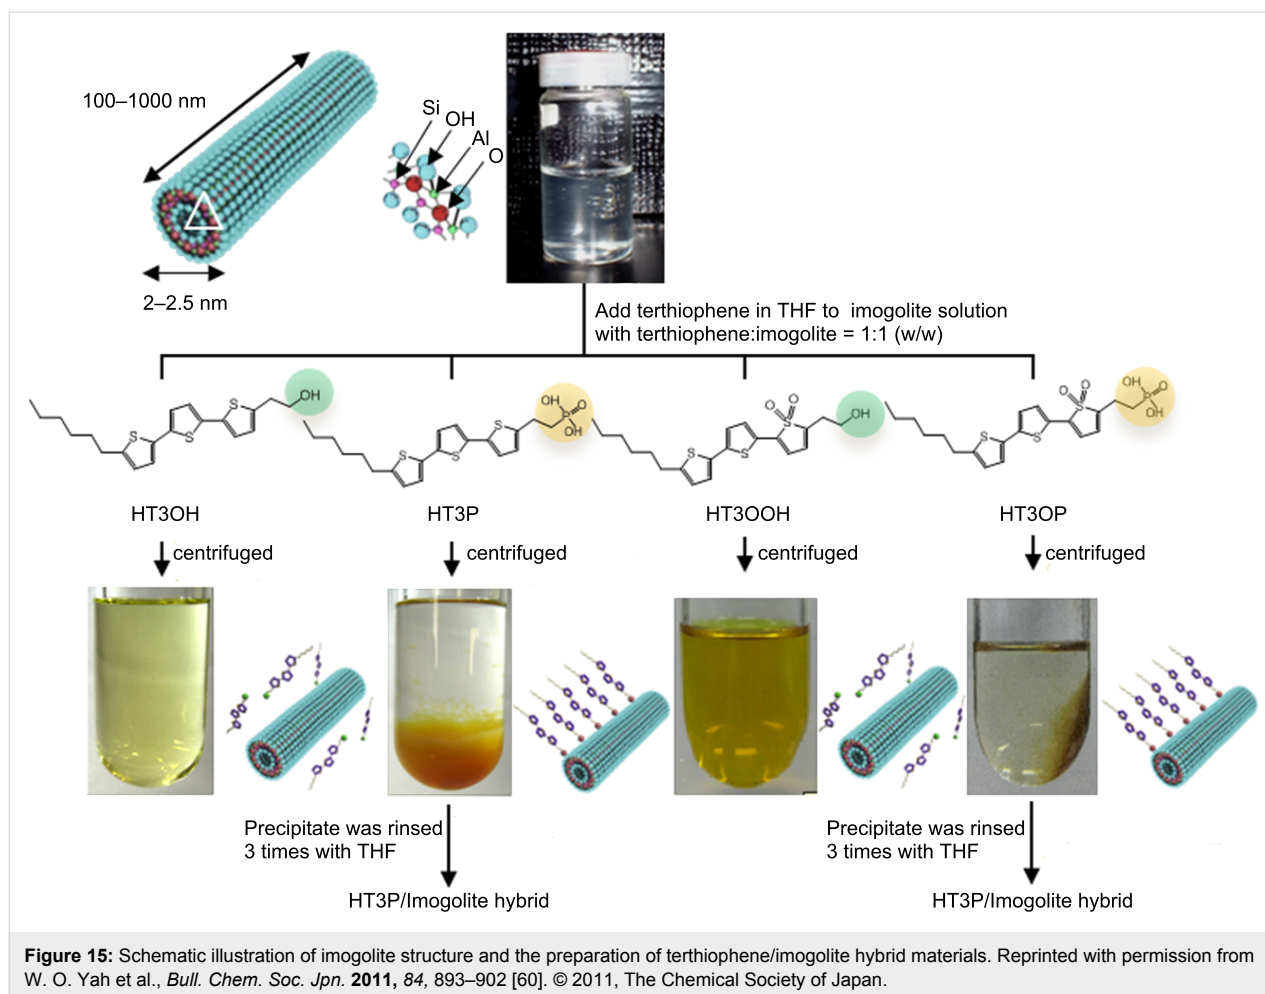 100–1000 nm
Si
OH
Al
O
2–2.5 nm
Add terthiophene in THF to imogolite solution
with terthiophene:imogolite = 1:1 (w/w)
S
S
S
OH
S
S
S
OH
P
O
OH
S
S
S
O
O
OH
S
S
S
O
O
OH
P
O
OH
HT3OH
HT3P
HT3OOH
HT3OP
centrifuged
centrifuged
centrifuged
centrifuged
Precipitate was rinsed
3 times with THF
Precipitate was rinsed
3 times with THF
HT3P/Imogolite hybrid
HT3P/Imogolite hybrid
Figure 15: Schematic illustration of imogolite structure and the preparation of terthiophene/imogolite hybrid materials. Reprinted with permission from
W. O. Yah et al., Bull. Chem. Soc. Jpn. 2011, 84, 893–902 [60]. © 2011, The Chemical Society of Japan.